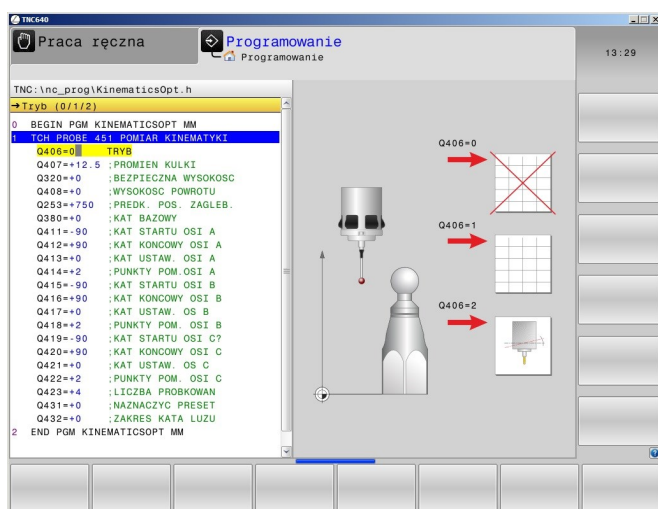 TNC640
Praca ręczna
Programowanie
Programowanie
13:29
TNC:\nc_prog\KinematicsOpt.h
→Tryb (0/1/2)
0 BEGIN PGM KINEMATICSOPT MM
1 TCH PROBE 451 POMIAR KINEMATYKI
Q406=0 TRYB
Q407=+12.5 ;PROMIEN KULKI
Q320=+0 ;BEZPIECZNA WYSOKOSC
Q408=+0 ;WYSOKOSC POWROTU
Q253=+750 ;PREDK. POS. ZAGLEB.
Q380=+0 ;KAT BAZOWY
Q411=-90 ;KAT STARTU OSI A
Q412=+90 ;KAT KONCOWY OSI A
Q413=+0 ;KAT USTAW. OSI A
Q414=+2 ;PUNKTY POM.OSI A
Q415=-90 ;KAT STARTU OSI B
Q416=+90 ;KAT KONCOWY OSI B
Q417=+0 ;KAT USTAW. OS B
Q418=+2 ;PUNKTY POM. OSI B
Q419=-90 ;KAT STARTU OSI C?
Q420=+90 ;KAT KONCOWY OSI C
Q421=+0 ;KAT USTAW. OS C
Q422=+2 ;PUNKTY POM. OSI C
Q423=+4 ;LICZBA PROBKOWAN
Q431=+0 ;NAZNACZYC PRESET
Q432=+0 ;ZAKRES KATA LUZU
2 END PGM KINEMATICSOPT MM
Q406=0
Q406=1
Q406=2